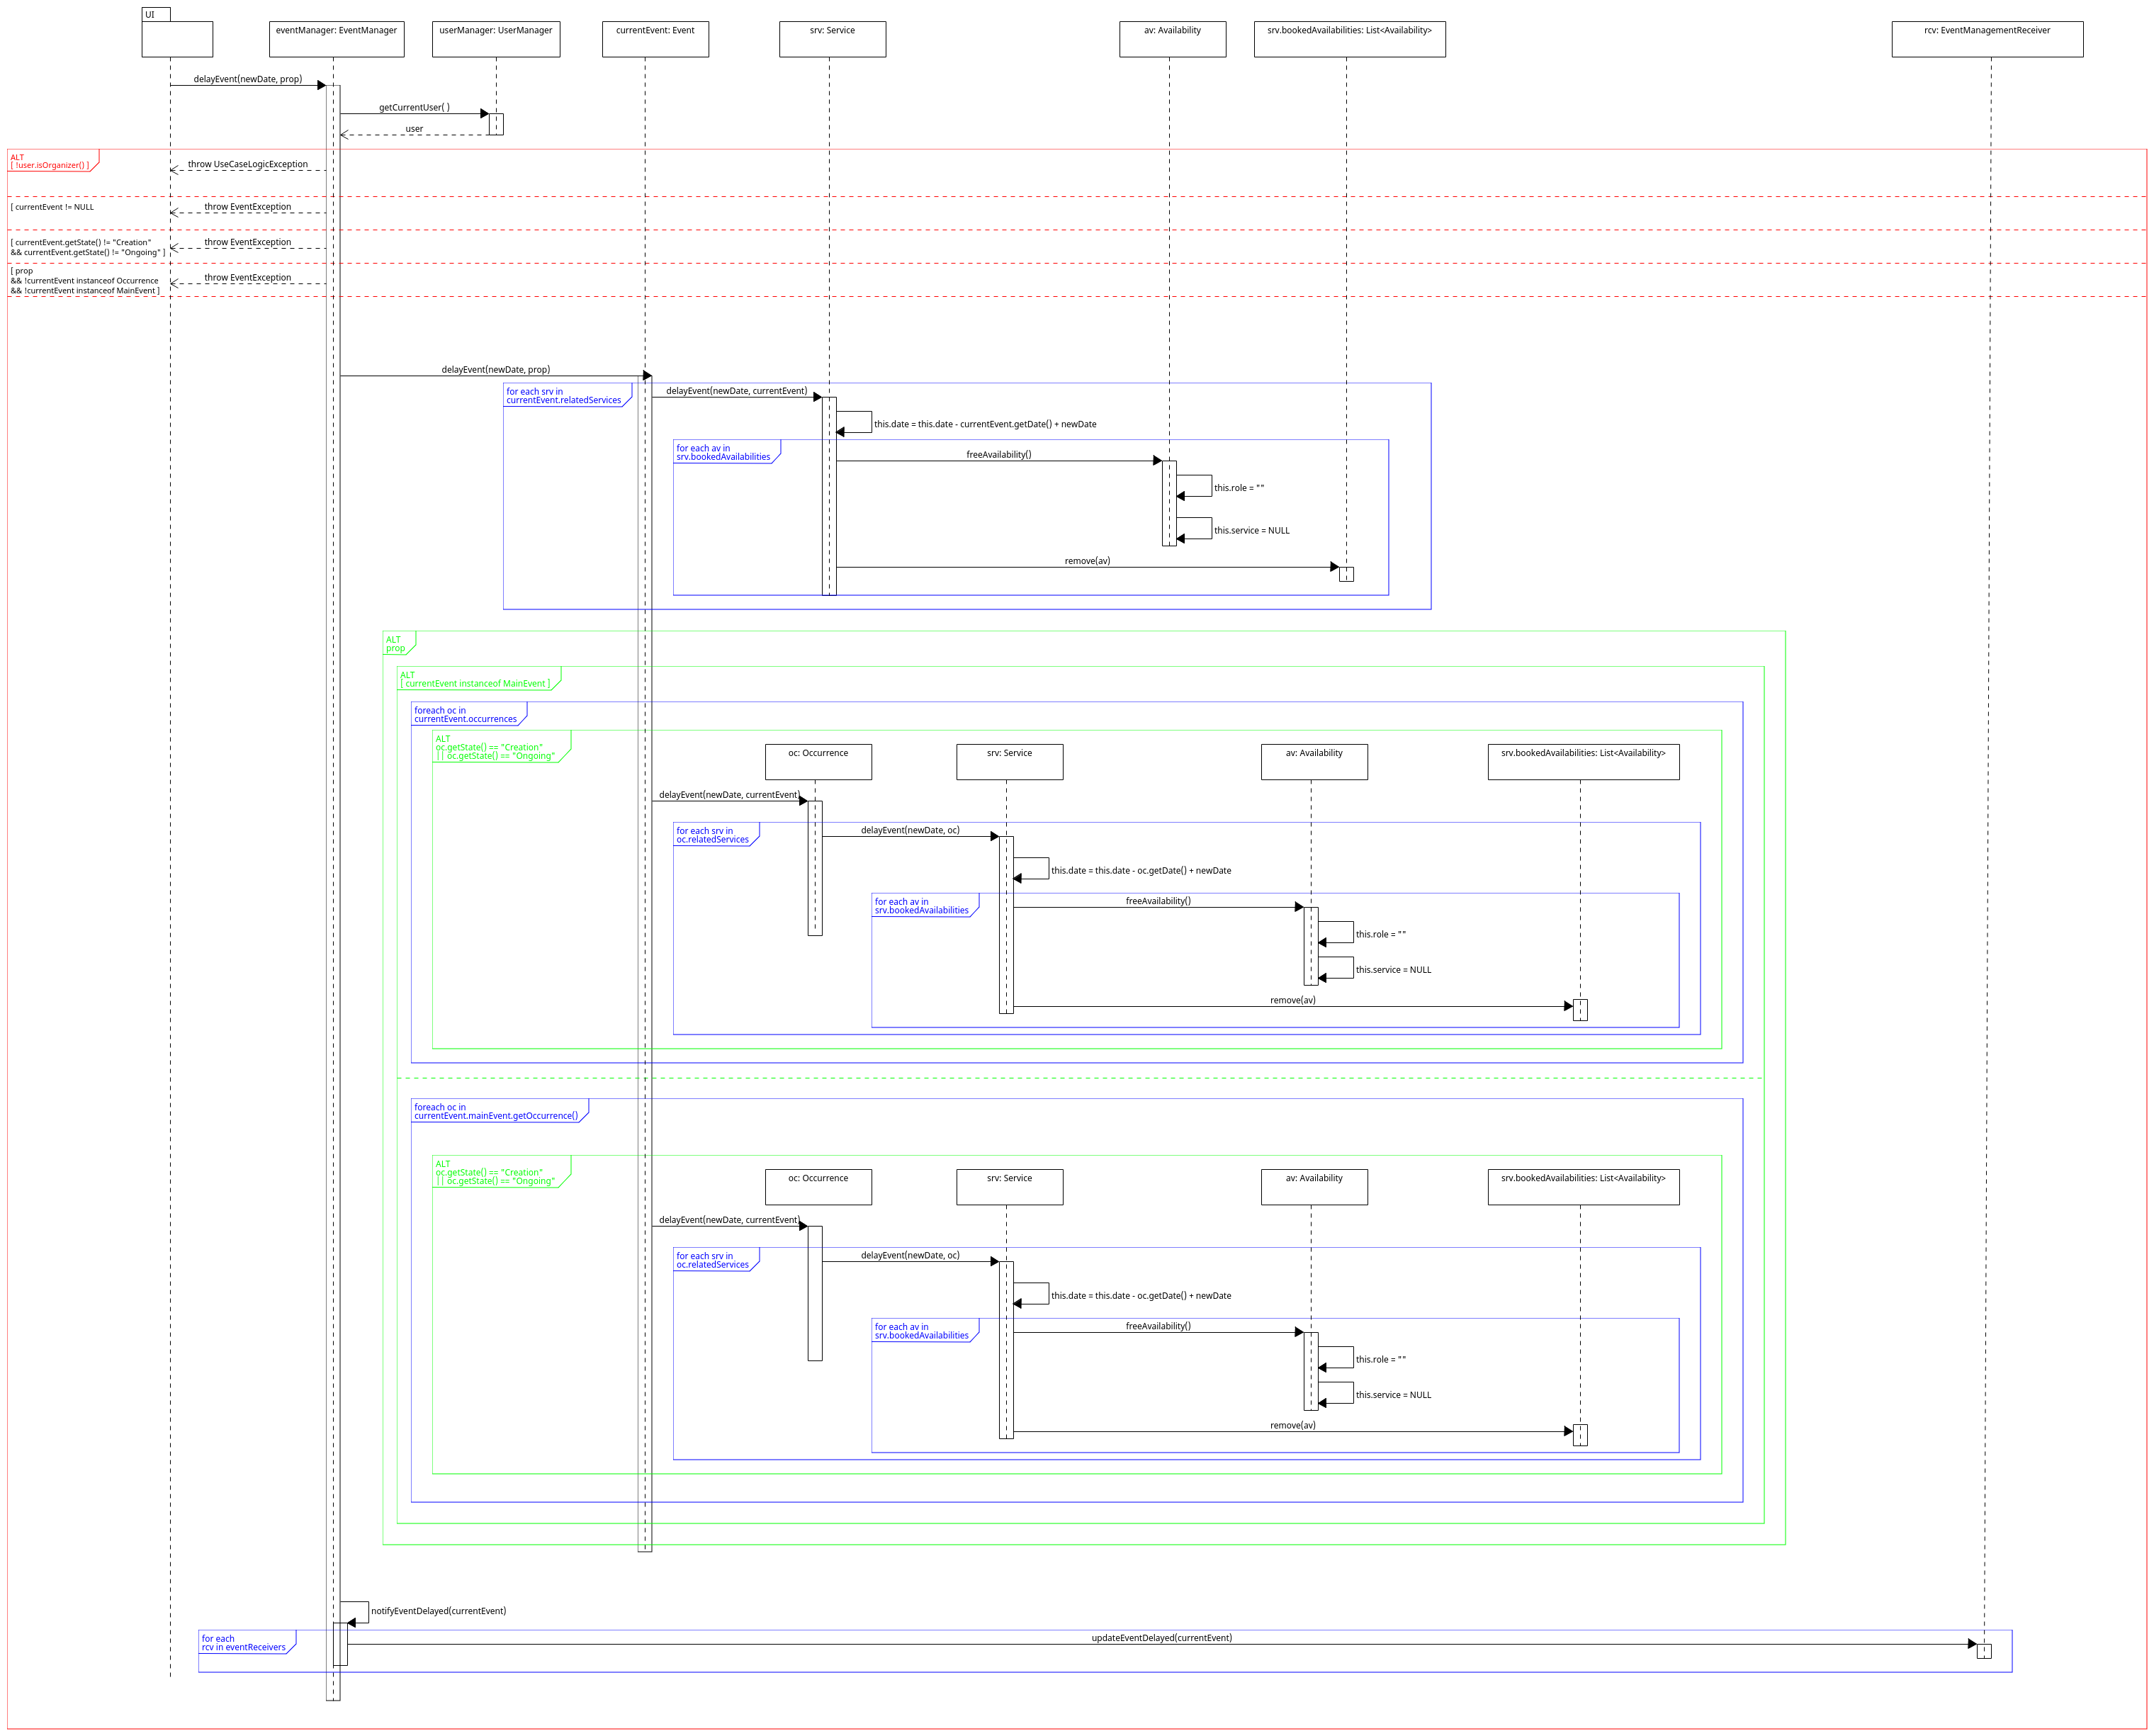 UI
eventManager: EventManager
userManager: UserManager
currentEvent: Event
srv: Service
av: Availability
srv.bookedAvailabilities: List<Availability>
rcv: EventManagementReceiver
delayEvent(newDate, prop)
getCurrentUser( )
user
ALT
[ !user.isOrganizer() ]
throw UseCaseLogicException
[ currentEvent != NULL
throw EventException
[ currentEvent.getState() != "Creation"
&& currentEvent.getState() != "Ongoing" ]
throw EventException
[ prop
&& !currentEvent instanceof Occurrence
&& !currentEvent instanceof MainEvent ]
throw EventException
delayEvent(newDate, prop)
for each srv in
currentEvent.relatedServices
delayEvent(newDate, currentEvent)
this.date = this.date - currentEvent.getDate() + newDate
for each av in
srv.bookedAvailabilities
freeAvailability()
this.role = ""
this.service = NULL
remove(av)
ALT
prop
ALT
[ currentEvent instanceof MainEvent ]
foreach oc in
currentEvent.occurrences
ALT
oc.getState() == "Creation"
|| oc.getState() == "Ongoing"
oc: Occurrence
srv: Service
av: Availability
srv.bookedAvailabilities: List<Availability>
delayEvent(newDate, currentEvent)
for each srv in
oc.relatedServices
delayEvent(newDate, oc)
this.date = this.date - oc.getDate() + newDate
for each av in
srv.bookedAvailabilities
freeAvailability()
this.role = ""
this.service = NULL
remove(av)
foreach oc in
currentEvent.mainEvent.getOccurrence()
ALT
oc.getState() == "Creation"
|| oc.getState() == "Ongoing"
oc: Occurrence
srv: Service
av: Availability
srv.bookedAvailabilities: List<Availability>
delayEvent(newDate, currentEvent)
for each srv in
oc.relatedServices
delayEvent(newDate, oc)
this.date = this.date - oc.getDate() + newDate
for each av in
srv.bookedAvailabilities
freeAvailability()
this.role = ""
this.service = NULL
remove(av)
notifyEventDelayed(currentEvent)
for each
rcv in eventReceivers
updateEventDelayed(currentEvent)